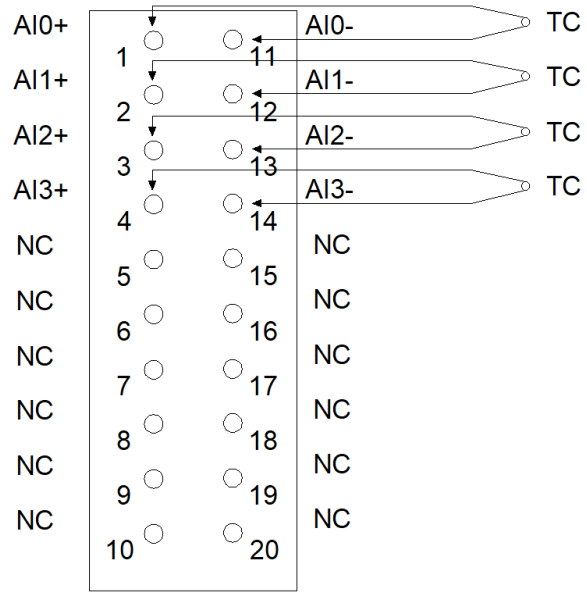 AI0+ 1 11 AI0- TC
AI1+ 2 12 AI1- TC
AI2+ 3 13 AI2- TC
AI3+ 4 14 AI3- TC
NC 5 15 NC
NC 6 16 NC
NC 7 17 NC
NC 8 18 NC
NC 9 19 NC
NC 10 20 NC